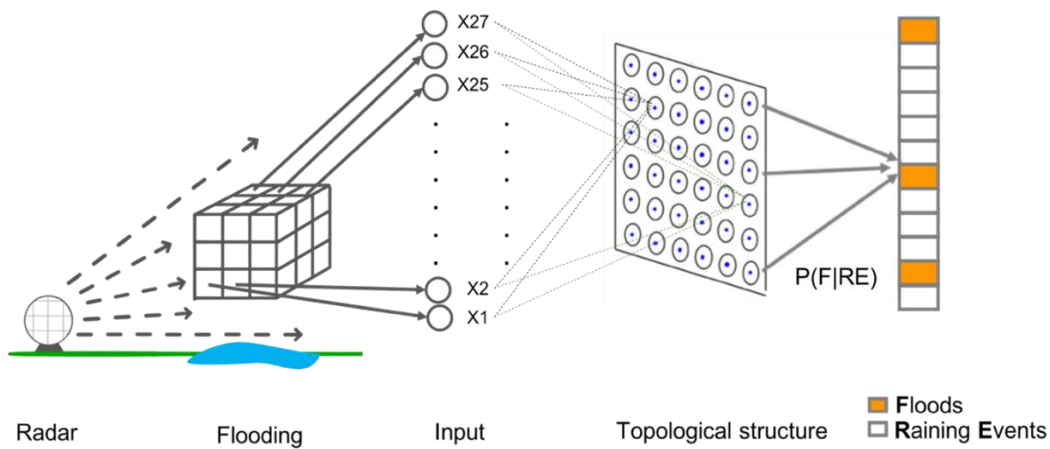 X27
X26
X25
X2
X1
P(F|RE)
Radar
Flooding
Input
Topological structure
Floods
Raining Events